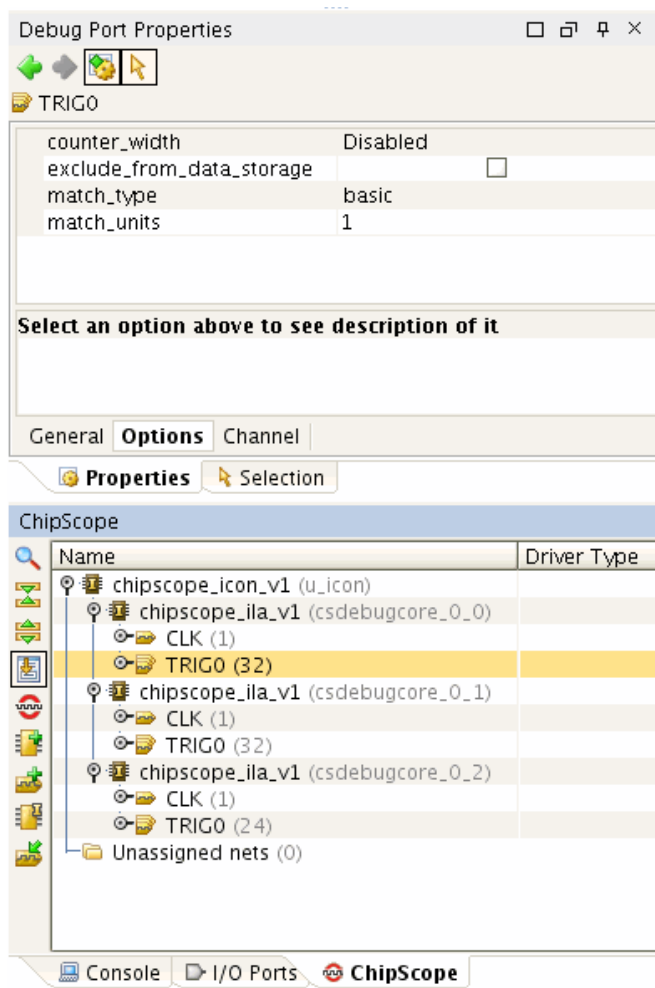 Debug Port Properties
TRIG0
counter_width Disabled
exclude_from_data_storage
match_type basic
match_units 1
Select an option above to see description of it
General Options Channel
Properties Selection
ChipScope
Name Driver Type
chipscope_icon_v1 (u_icon)
chipscope_ila_v1 (csdebugcore_0_0)
CLK (1)
TRIG0 (32)
chipscope_ila_v1 (csdebugcore_0_1)
CLK (1)
TRIG0 (32)
chipscope_ila_v1 (csdebugcore_0_2)
CLK (1)
TRIG0 (24)
Unassigned nets (0)
Console I/O Ports ChipScope